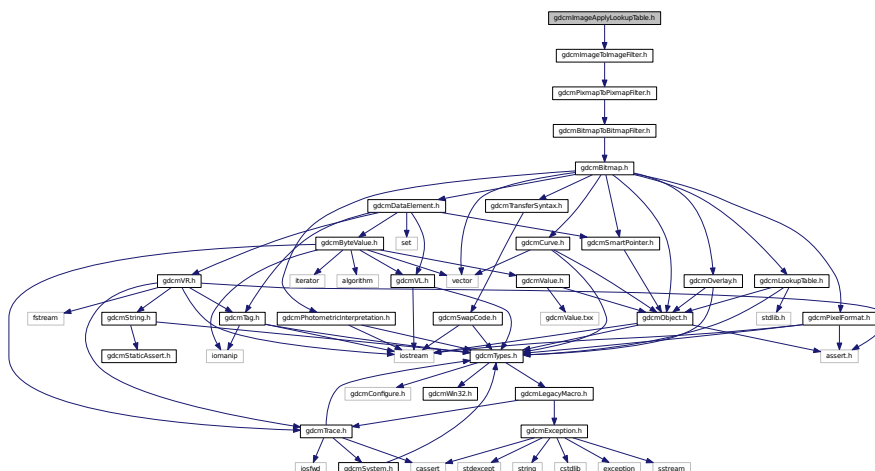 gdcmImageApplyLookupTable.h
gdcmImageToImageFilter.h
gdcmPixmapToPixmapFilter.h
gdcmBitmapToBitmapFilter.h
gdcmBitmap.h
gdcmDataElement.h
gdcmTransferSyntax.h
gdcmByteValue.h
set
gdcmCurve.h
gdcmSmartPointer.h
gdcmVR.h
iterator
algorithm
gdcmVL.h
vector
gdcmValue.h
gdcmOverlay.h
gdcmLookupTable.h
fstream
gdcmString.h
gdcmTag.h
gdcmPhotometricInterpretation.h
gdcmSwapCode.h
gdcmValue.txx
gdcmObject.h
stdlib.h
gdcmPixelFormat.h
gdcmStaticAssert.h
iomanip
iostream
gdcmTypes.h
assert.h
gdcmConfigure.h
gdcmWin32.h
gdcmLegacyMacro.h
gdcmTrace.h
gdcmException.h
iosfwd
gdcmSystem.h
cassert
stdexcept
string
cstdlib
exception
sstream